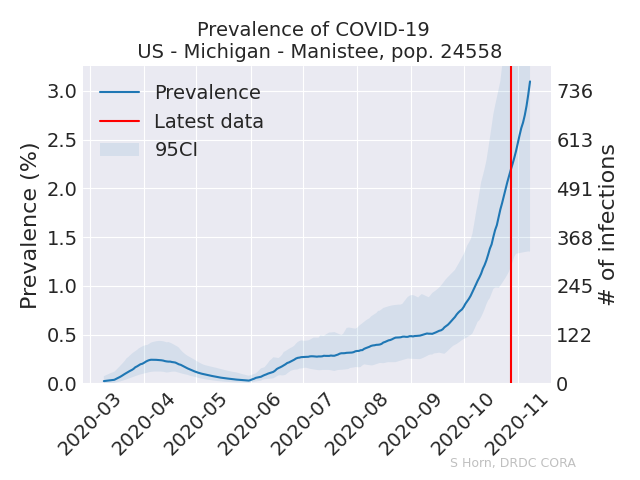 Prevalence of COVID-19
US - Michigan - Manistee, pop. 24558
Prevalence
Latest data
95CI
Prevalence (%)
3.0
2.5
2.0
1.5
1.0
0.5
0.0
736
613
491
368
245
122
0
# of infections
2020-03
2020-04
2020-05
2020-06
2020-07
2020-08
2020-09
2020-10
2020-11
S Horn, DRDC CORA